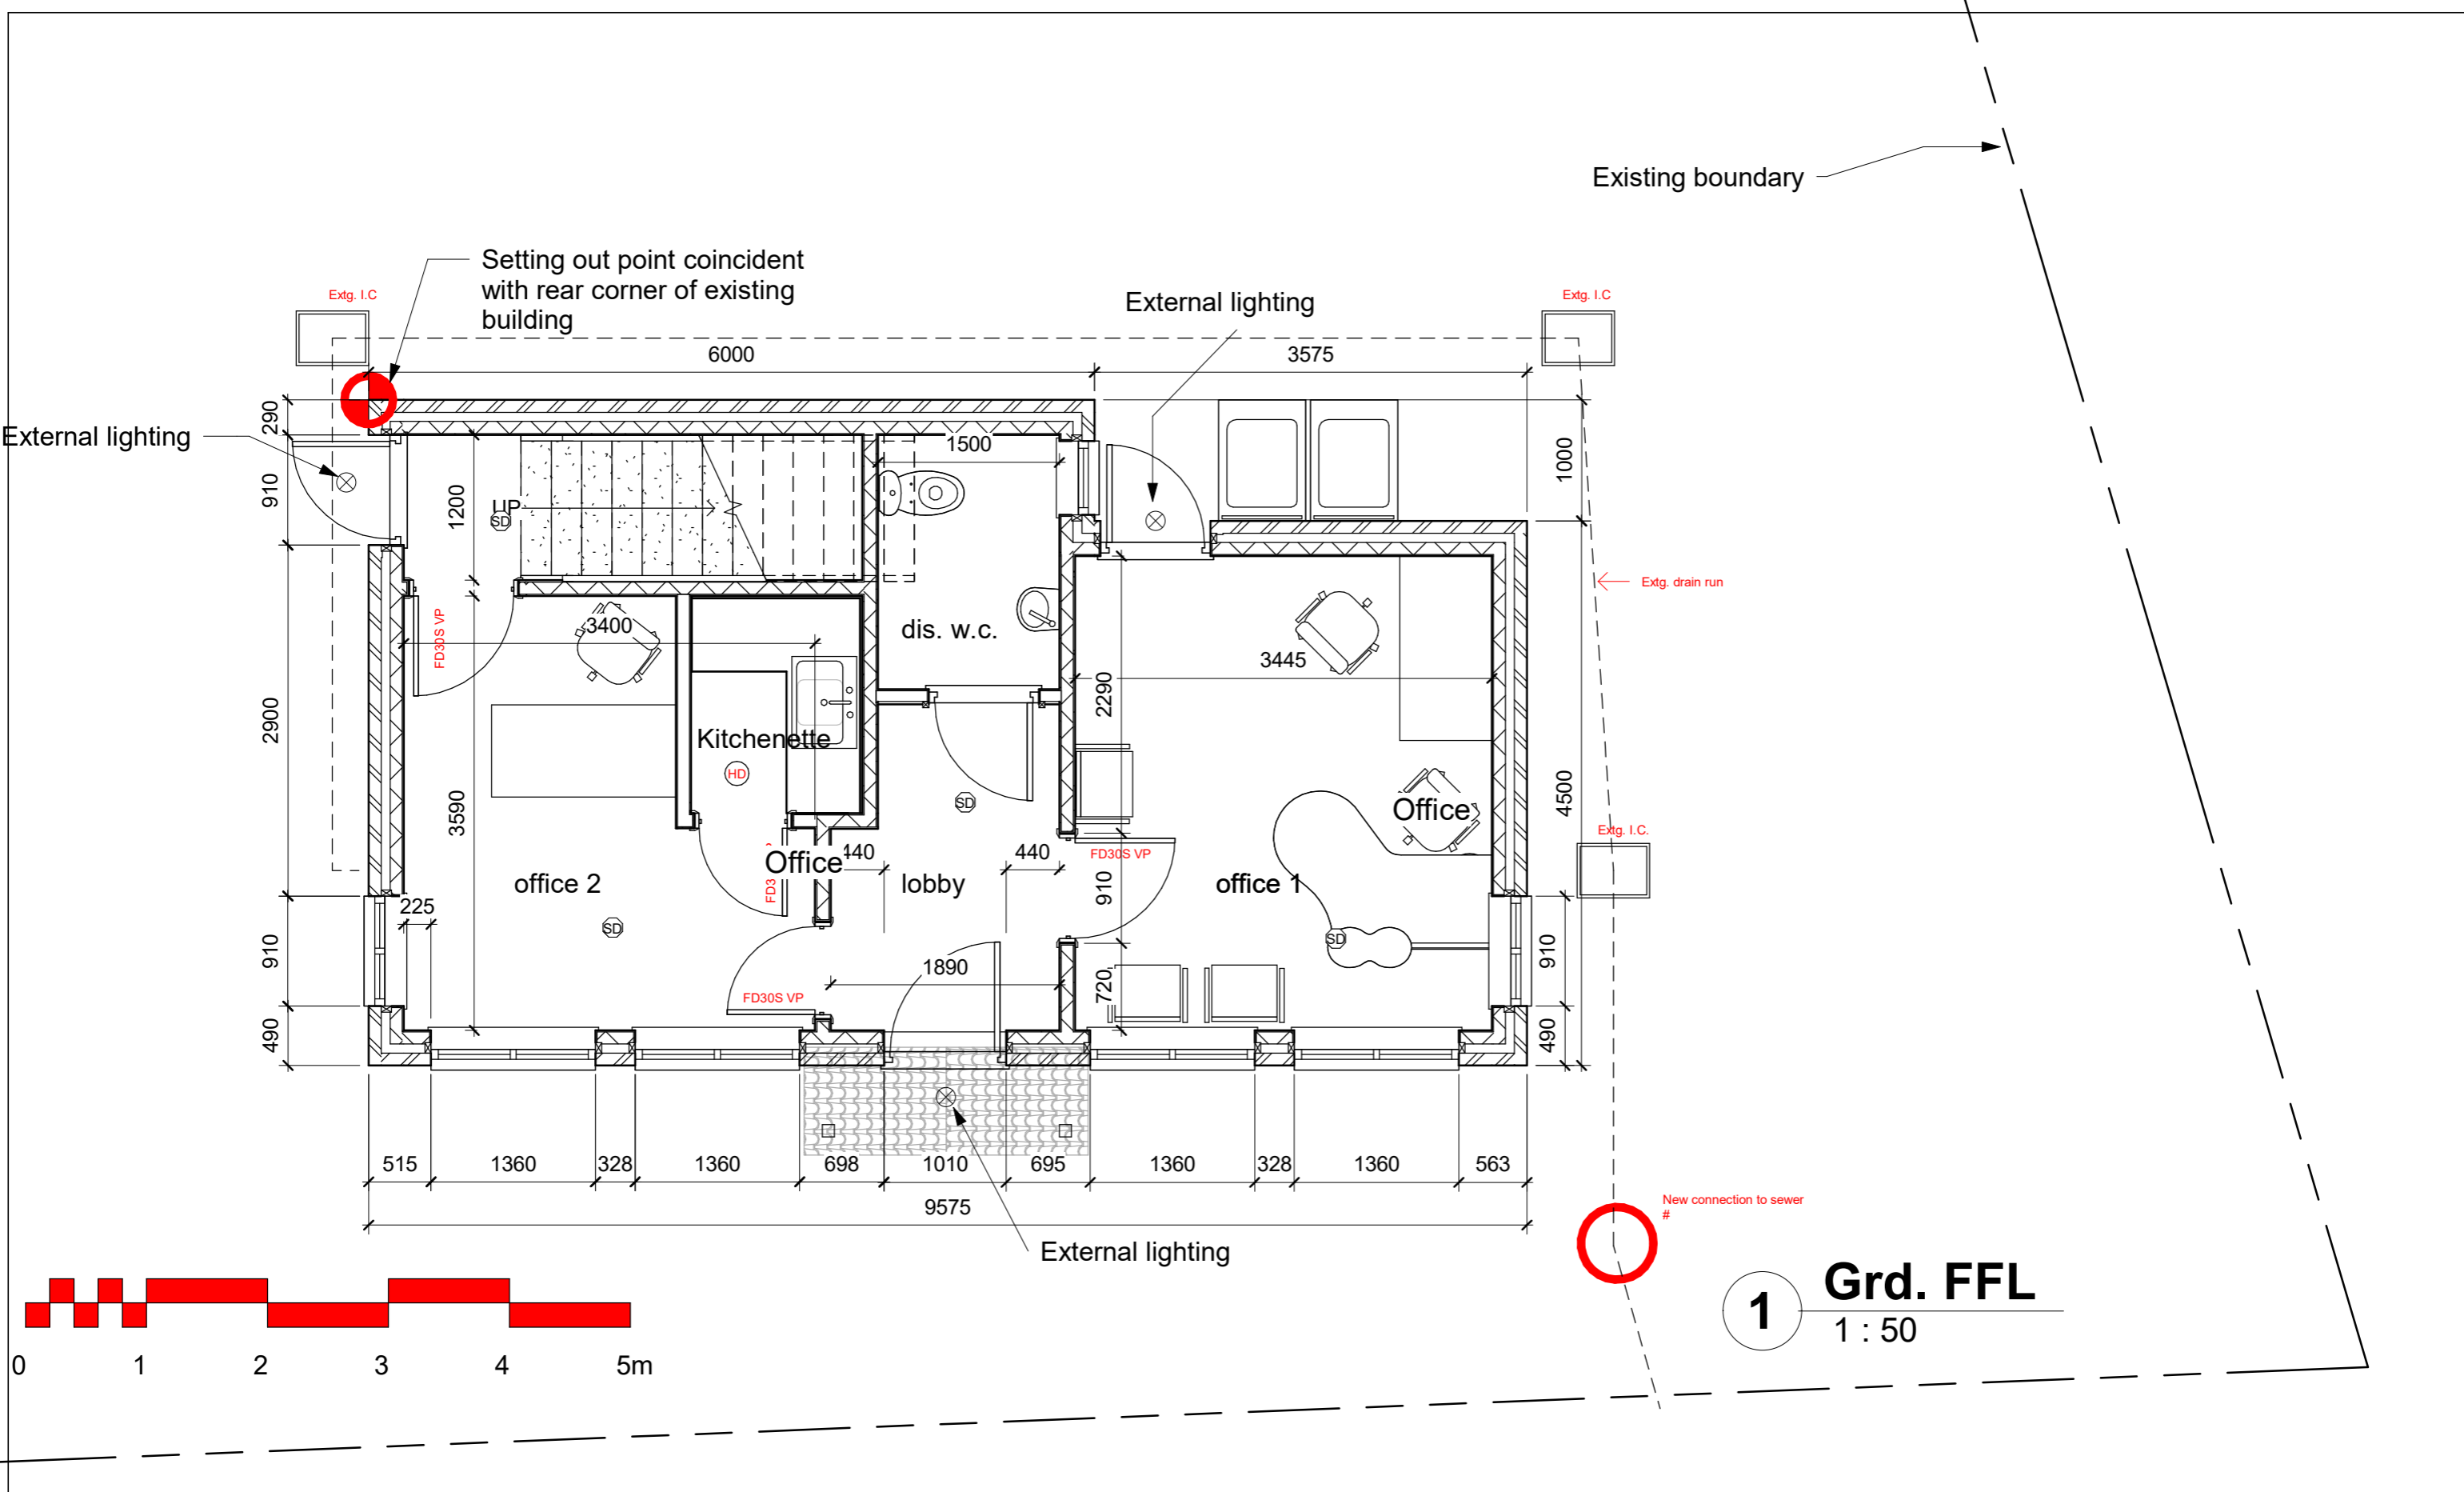 Existing boundary
Setting out point coincident
with rear corner of existing
building
Extg. I.C
External lighting
Extg. I.C
6000
3575
290
External lighting
1500
910
1000
1200
UP
SD
Extg. drain run
FD30S VP
3400
dis. w.c.
3445
2290
2900
Kitchenette
HD
3590
SD
Office
4500
Extg. I.C.
Office
440
440
FD30S VP
office 2
lobby
office 1
910
225
SD
SD
910
1890
910
720
FD30S VP
490
490
515
1360
328
1360
698
1010
695
1360
328
1360
563
9575
New connection to sewer
#
External lighting
1
Grd. FFL
1 : 50
0
1
2
3
4
5m